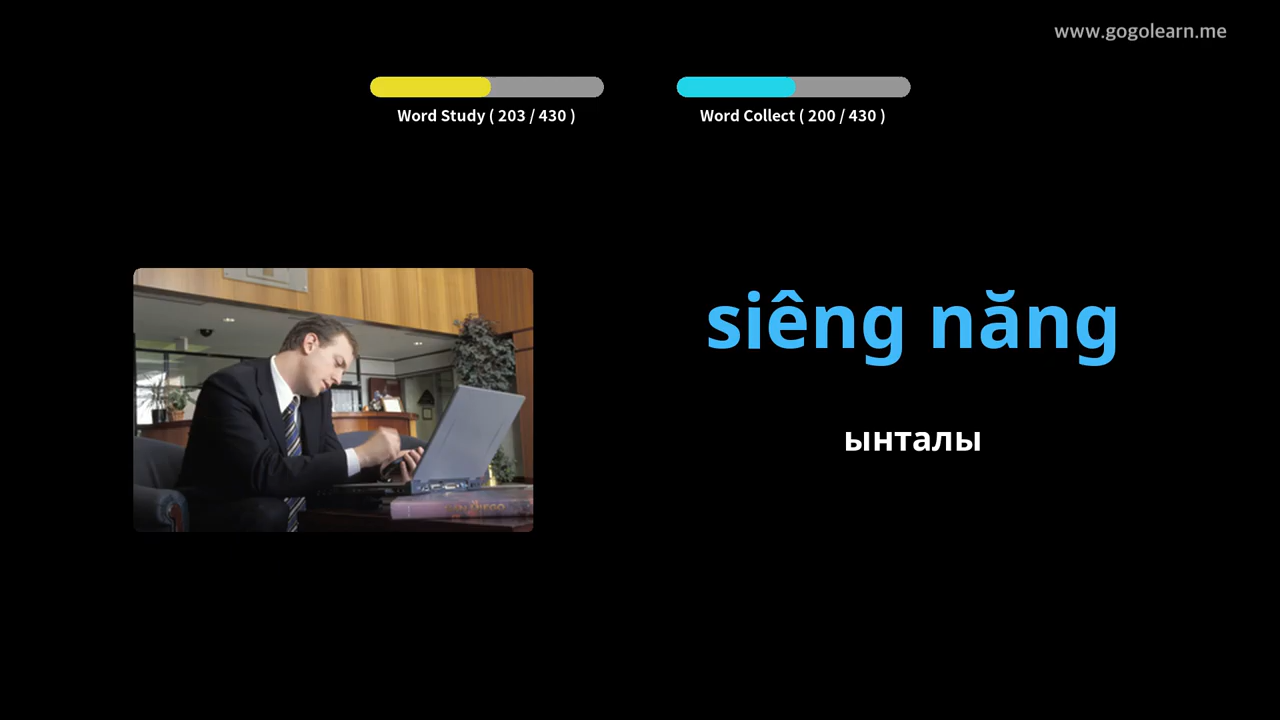 www.gogolearn.me
Word Study ( 203 / 430 )
Word Collect ( 200 / 430 )
siêng năng
ынталы